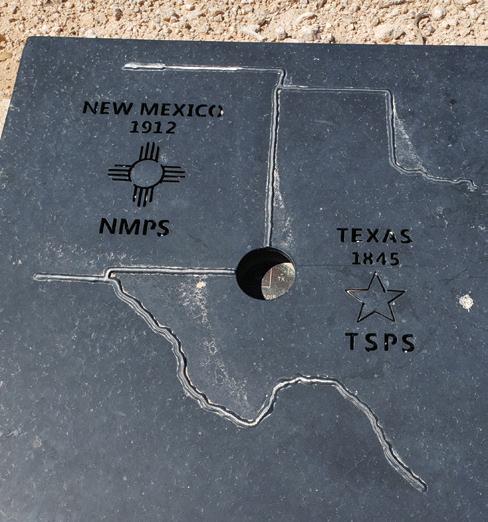 NEW MEXICO
1912
NMPS
TEXAS
1845
TSPS